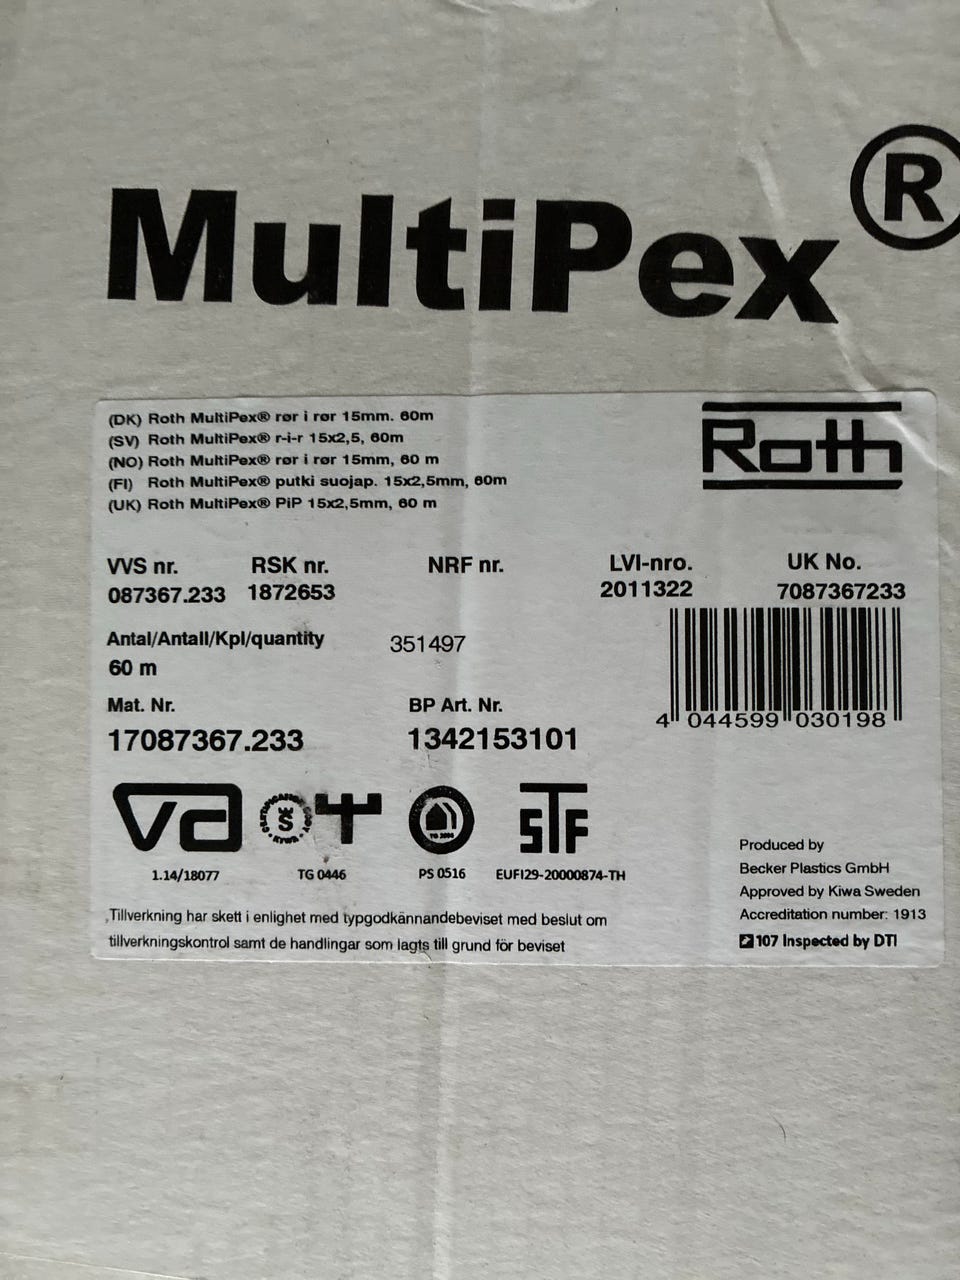 MultiPex®
(DK) Roth MultiPex® rør i rør 15mm. 60m
(SV) Roth MultiPex® r-i-r 15x2,5, 60m
(NO) Roth MultiPex® rør i rør 15mm, 60 m
(FI) Roth MultiPex® putki suojap. 15x2,5mm, 60m
(UK) Roth MultiPex® PiP 15x2,5mm, 60 m
Roth
VVS nr. RSK nr. NRF nr. LVI-nro. UK No.
087367.233 1872653 2011322 7087367233
Antal/Antall/Kpl/quantity 351497
60 m
4 044599 030198
Mat. Nr. BP Art. Nr.
17087367.233 1342153101
va STF
1.14/18077 TG 0446 PS 0516 EUFI29-20000874-TH
Tillverkning har skett i enlighet med typgodkännandebeviset med beslut om
tillverkningskontrol samt de handlingar som lagts till grund för beviset
Produced by
Becker Plastics GmbH
Approved by Kiwa Sweden
Accreditation number: 1913
107 Inspected by DTI